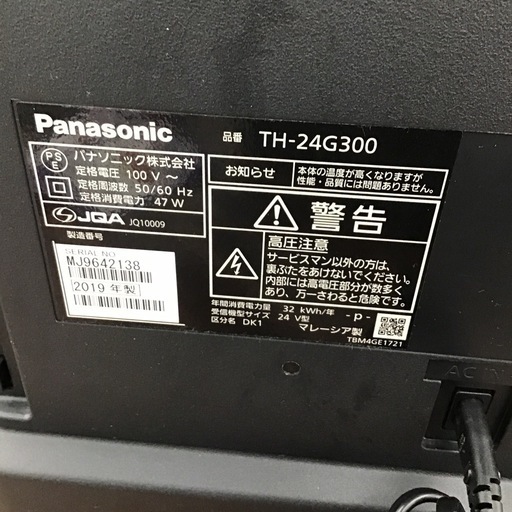 Panasonic
品番 TH-24G300
PS
E
パナソニック株式会社
定格電圧 100 V ～
定格周波数 50/60 Hz
定格消費電力 47 W
JQA JQ10009
製造番号
SERIAL NO.
MJ9642138
2019 年製
お知らせ
本体の温度が高くなりますが
性能・品質には問題ありません。
警告
高圧注意
サービスマン以外の方は、
裏ぶたをあけないでください。
内部には高電圧部分が数多く
あり、万一さわると危険です。
年間消費電力量 32 kWh/年 -p-
受信機型サイズ 24 V型
区分名 DK1
マレーシア製
TBM4GE1721
AC IN